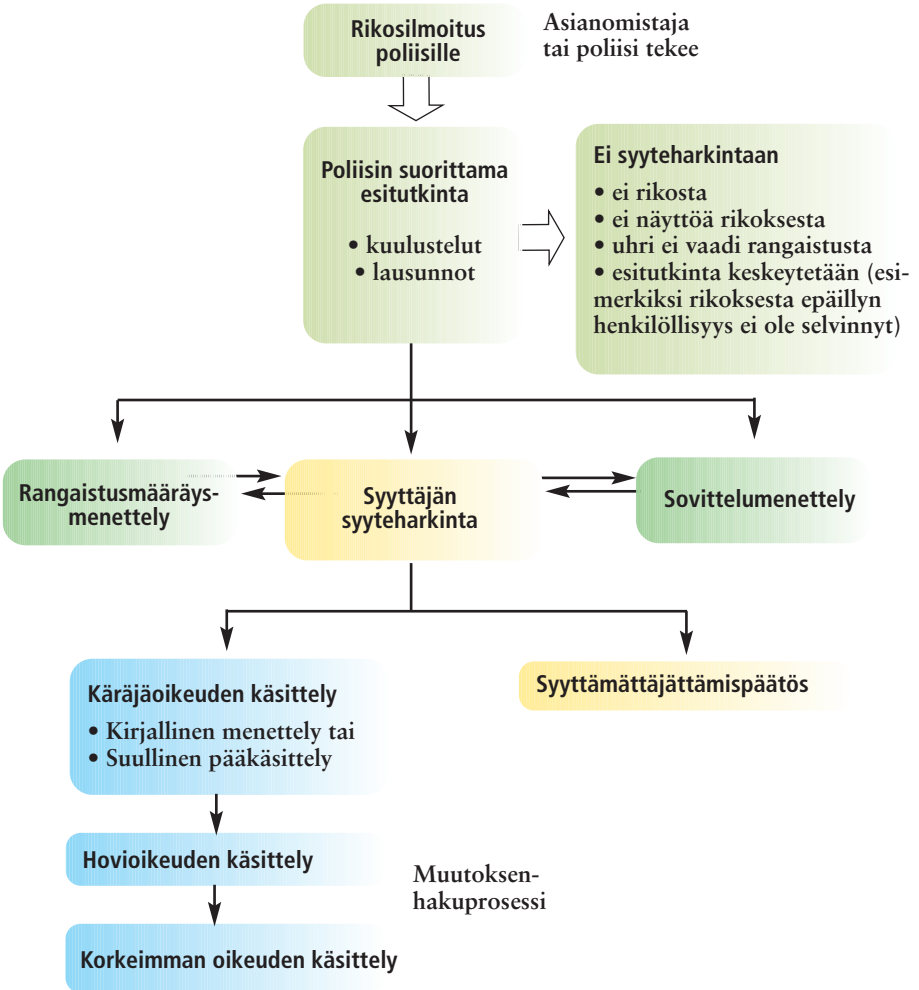 Rikosilmoitus
poliisille
Asianomistaja
tai poliisi tekee
Poliisin suorittama
esitutkinta
• kuulustelut
• lausunnot
Ei syyteharkintaan
• ei rikosta
• ei näyttöä rikoksesta
• uhri ei vaadi rangaistusta
• esitutkinta keskeytetään (esi-
merkiksi rikoksesta epäillyn
henkilöllisyys ei ole selvinnyt)
Rangaistusmääräys-
menettely
Syyttäjän
syyteharkinta
Sovittelumenettely
Käräjäoikeuden käsittely
• Kirjallinen menettely tai
• Suullinen pääkäsittely
Syyttämättäjättämispäätös
Hovioikeuden käsittely
Muutoksen-
hakuprosessi
Korkeimman oikeuden käsittely